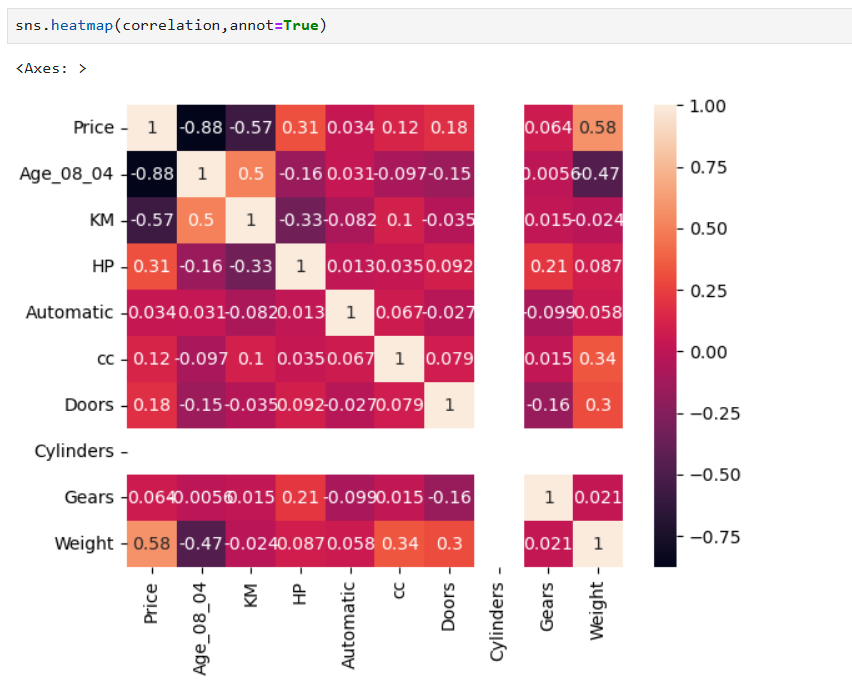 sns.heatmap(correlation,annot=True)
<Axes: >
Price 1 -0.88 -0.57 0.31 0.034 0.12 0.18 0.064 0.58
Age_08_04 -0.88 1 0.5 -0.16 0.031 -0.097 -0.15 0.0056 -0.47
KM -0.57 0.5 1 -0.33 -0.082 0.1 -0.035 0.015 -0.024
HP 0.31 -0.16 -0.33 1 0.013 0.035 0.092 0.21 0.087
Automatic 0.034 0.031 -0.082 0.013 1 0.067 -0.027 -0.099 0.058
cc 0.12 -0.097 0.1 0.035 0.067 1 0.079 0.015 0.34
Doors 0.18 -0.15 -0.035 0.092 -0.027 0.079 1 -0.16 0.3
Cylinders
Gears 0.064 0.0056 0.015 0.21 -0.099 0.015 -0.16 1 0.021
Weight 0.58 -0.47 -0.024 0.087 0.058 0.34 0.3 0.021 1
Price Age_08_04 KM HP Automatic cc Doors Cylinders Gears Weight
1.00
0.75
0.50
0.25
0.00
−0.25
−0.50
−0.75